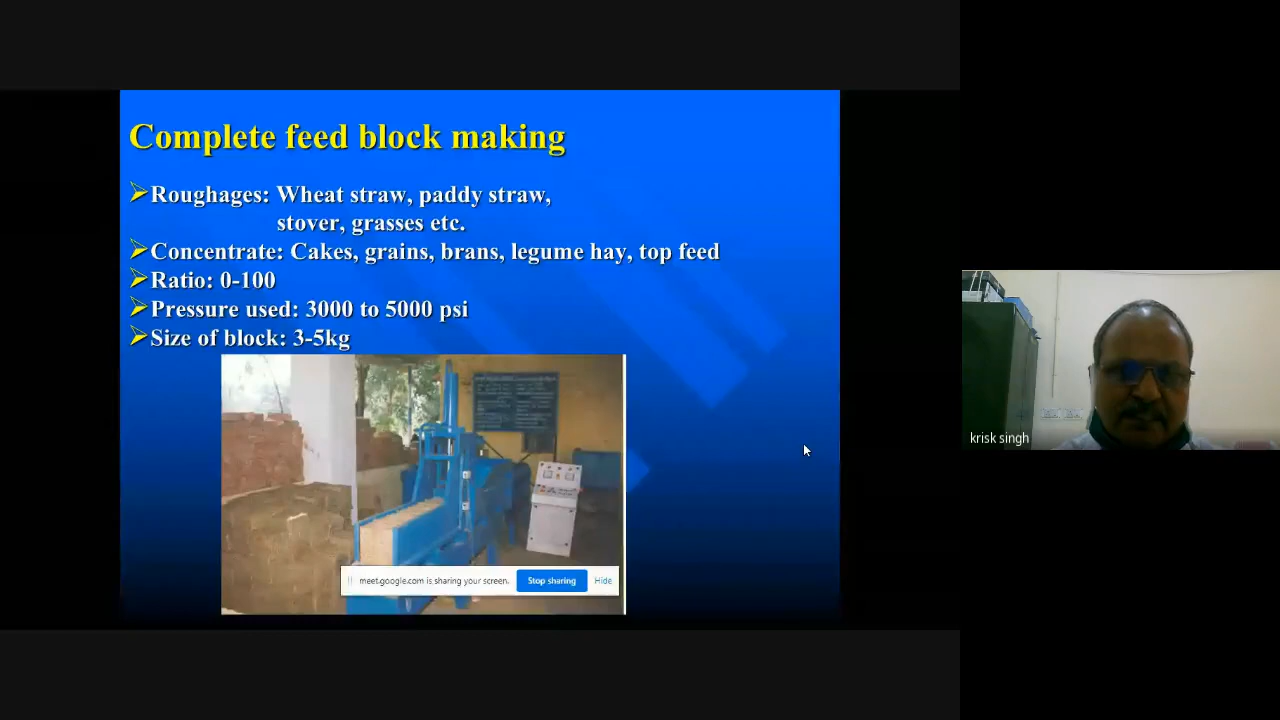 Complete feed block making
Roughages: Wheat straw, paddy straw,
stover, grasses etc.
Concentrate: Cakes, grains, brans, legume hay, top feed
Ratio: 0-100
Pressure used: 3000 to 5000 psi
Size of block: 3-5kg
meet.google.com is sharing your screen.
Stop sharing
Hide
krisk singh